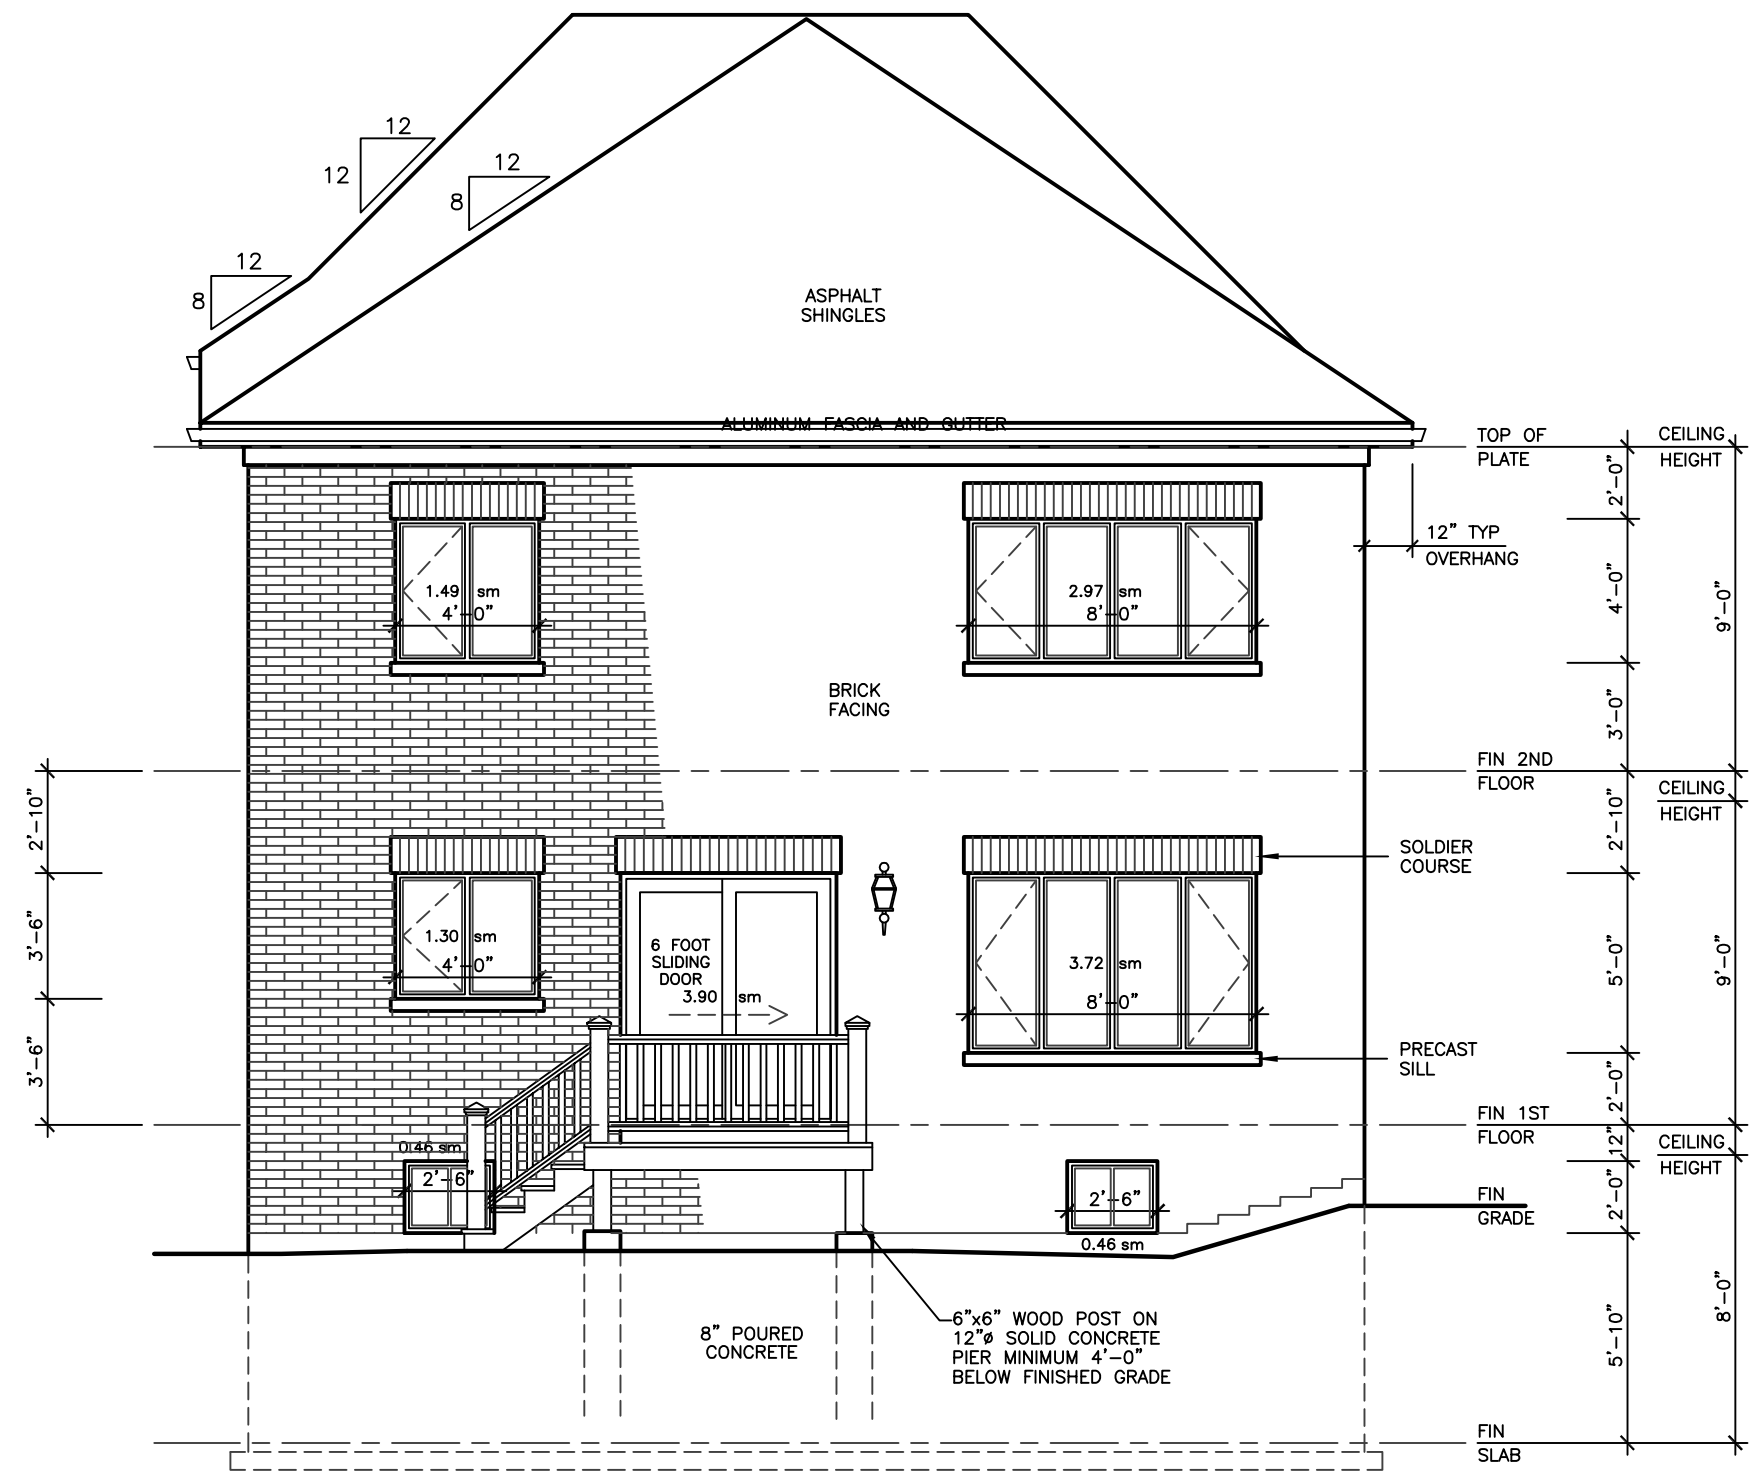 12
12
12
8
12
8
ASPHALT
SHINGLES
ALUMINUM FASCIA AND GUTTER
TOP OF
PLATE
CEILING
HEIGHT
2'-0"
12" TYP
OVERHANG
1.49 sm
4'-0"
2.97 sm
8'-0"
4'-0"
9'-0"
BRICK
FACING
3'-0"
FIN 2ND
FLOOR
CEILING
HEIGHT
2'-10"
2'-10"
SOLDIER
COURSE
3'-6"
1.30 sm
4'-0"
6 FOOT
SLIDING
DOOR
3.90 sm
3.72 sm
8'-0"
5'-0"
9'-0"
3'-6"
PRECAST
SILL
2'-0"
FIN 1ST
FLOOR
12"
CEILING
HEIGHT
0.46 sm
2'-6"
2'-6"
0.46 sm
FIN
GRADE
2'-0"
8" POURED
CONCRETE
6"x6" WOOD POST ON
12"ø SOLID CONCRETE
PIER MINIMUM 4'-0"
BELOW FINISHED GRADE
5'-10"
8'-0"
FIN
SLAB